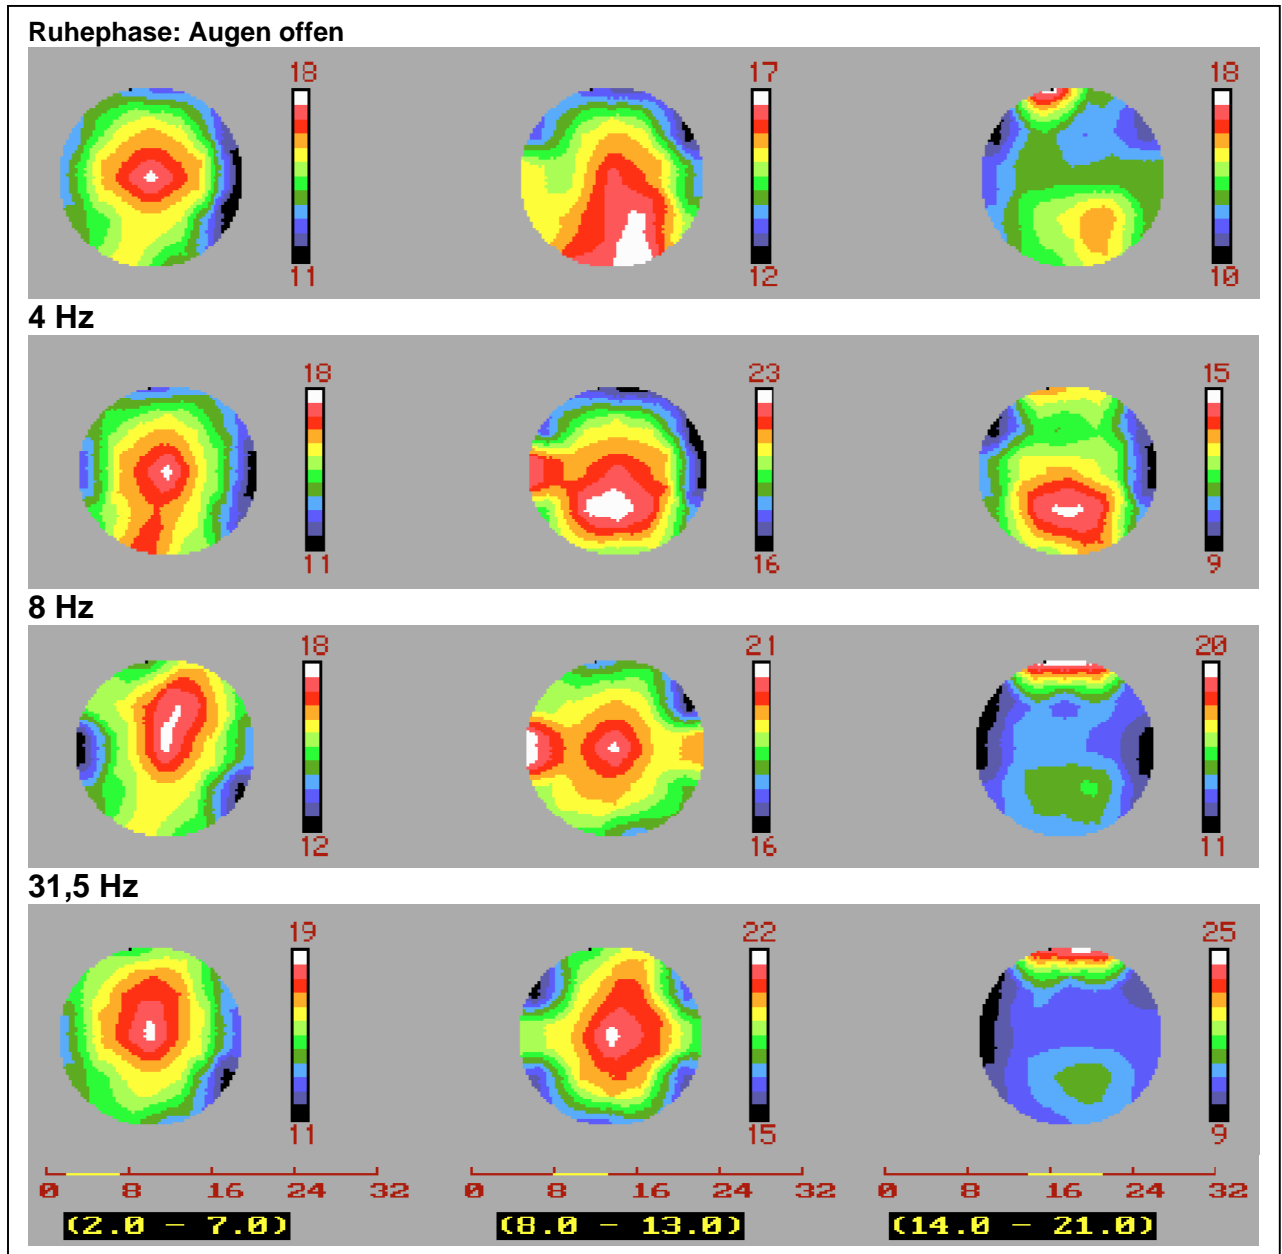 Ruhephase: Augen offen
18 17 18
11 12 10
4 Hz
18 23 15
11 16 9
8 Hz
18 21 20
12 16 11
31,5 Hz
19 22 25
11 15 9
0 8 16 24 32 0 8 16 24 32 0 8 16 24 32
(2.0 - 7.0) (8.0 - 13.0) (14.0 - 21.0)